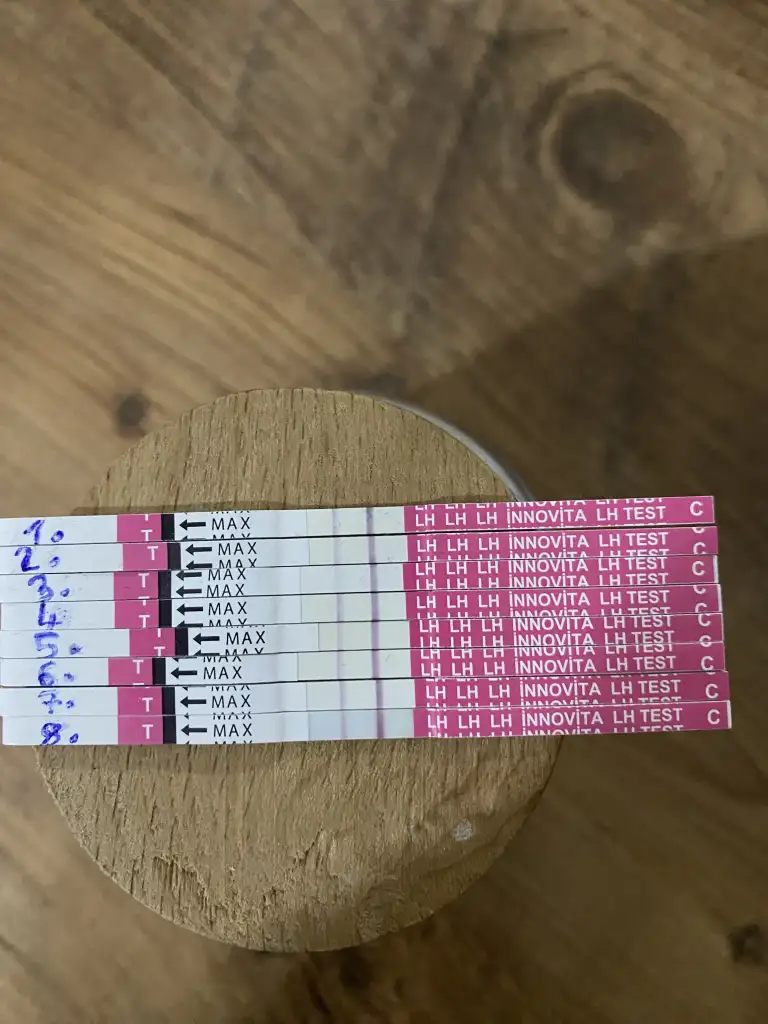 1. T ← MAX LH LH LH İNNOVİTA LH TEST C
2. T ← MAX LH LH LH İNNOVİTA LH TEST
3. T ← MAX LH LH LH İNNOVİTA LH TEST C
4. T ← MAX LH LH LH İNNOVİTA LH TEST
5. T ← MAX LH LH LH İNNOVİTA LH TEST
6. T ← MAX LH LH LH İNNOVİTA LH TEST C
7. T ← MAX LH LH LH İNNOVİTA LH TEST C
8. T ← MAX LH LH LH İNNOVİTA LH TEST C